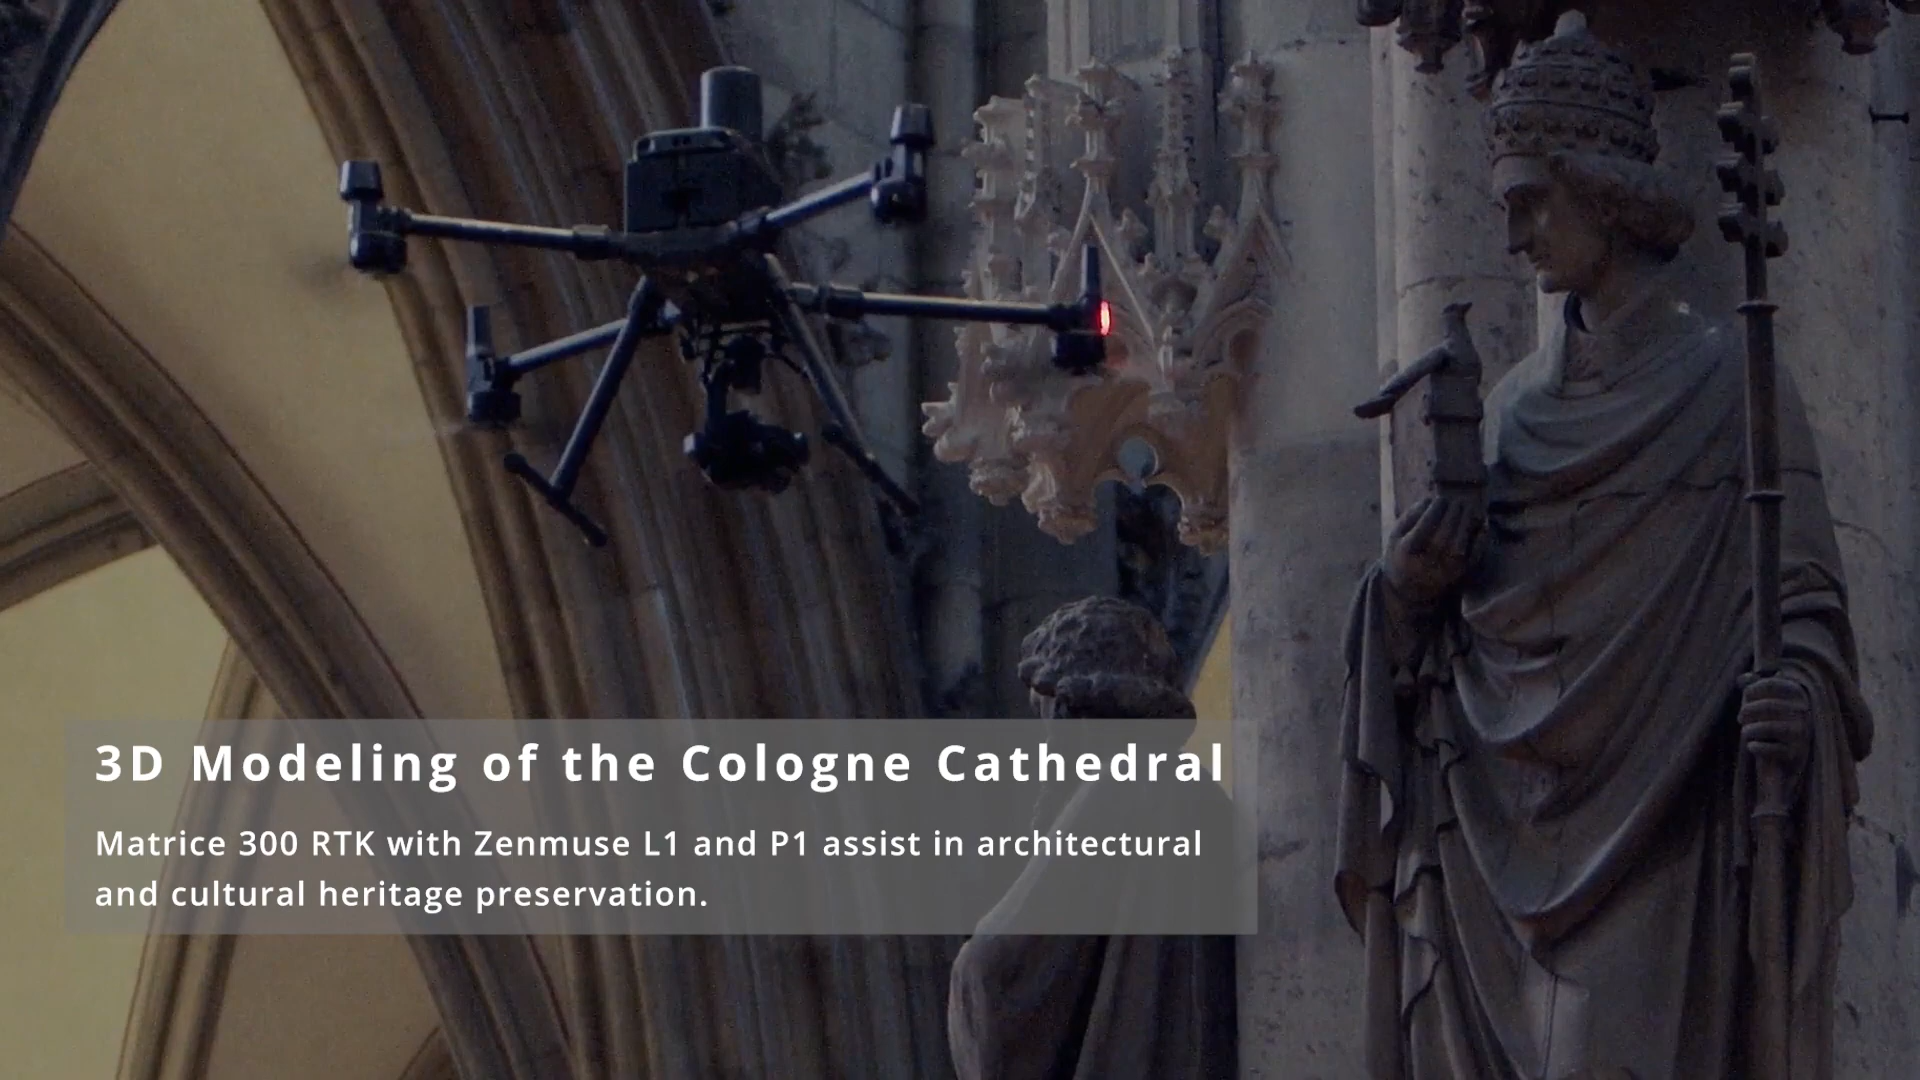 3D Modeling of the Cologne Cathedral
Matrice 300 RTK with Zenmuse L1 and P1 assist in architectural
and cultural heritage preservation.